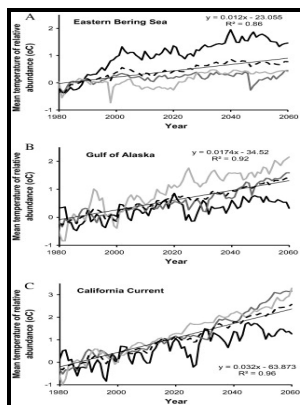 A
Eastern Bering Sea
y = 0.012x - 23.055
R² = 0.86
Mean temperature of relative
abundance (oC)
2
1
0
-1
1980 2000 2020 2040 2060
Year
B
Gulf of Alaska
y = 0.0174x - 34.52
R² = 0.92
Mean temperature of relative
abundance (oC)
2
1
0
-1
1980 2000 2020 2040 2060
Year
C
California Current
Mean temperature of relative
abundance (oC)
3
2
1
0
-1
y = 0.032x - 63.873
R² = 0.96
1980 2000 2020 2040 2060
Year